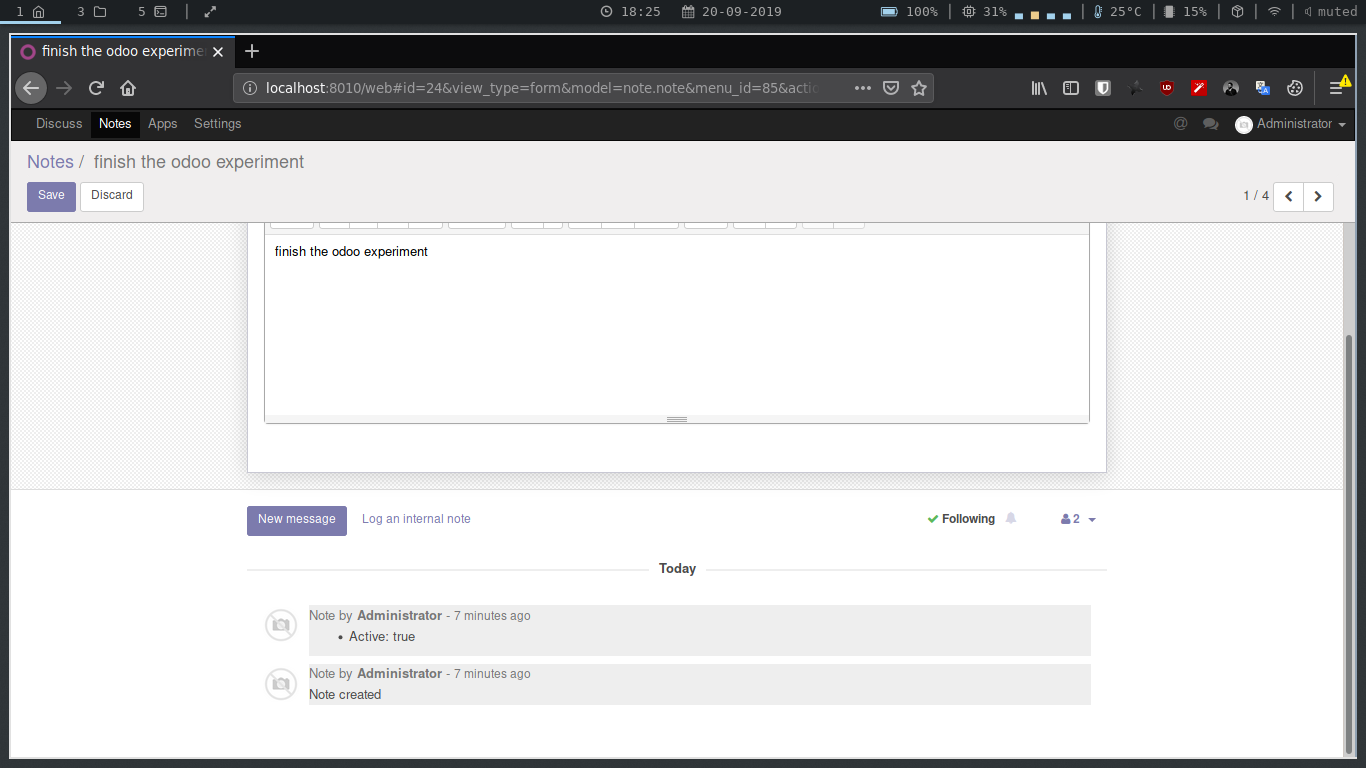 1 3 5 18:25 20-09-2019 100% 31% 25°C 15% muted
finish the odoo experime
localhost:8010/web#id=24&view_type=form&model=note.note&menu_id=85&actio
Discuss Notes Apps Settings Administrator
Notes / finish the odoo experiment
Save Discard 1 / 4
finish the odoo experiment
New message Log an internal note Following 2
Today
Note by Administrator - 7 minutes ago
• Active: true
Note by Administrator - 7 minutes ago
Note created